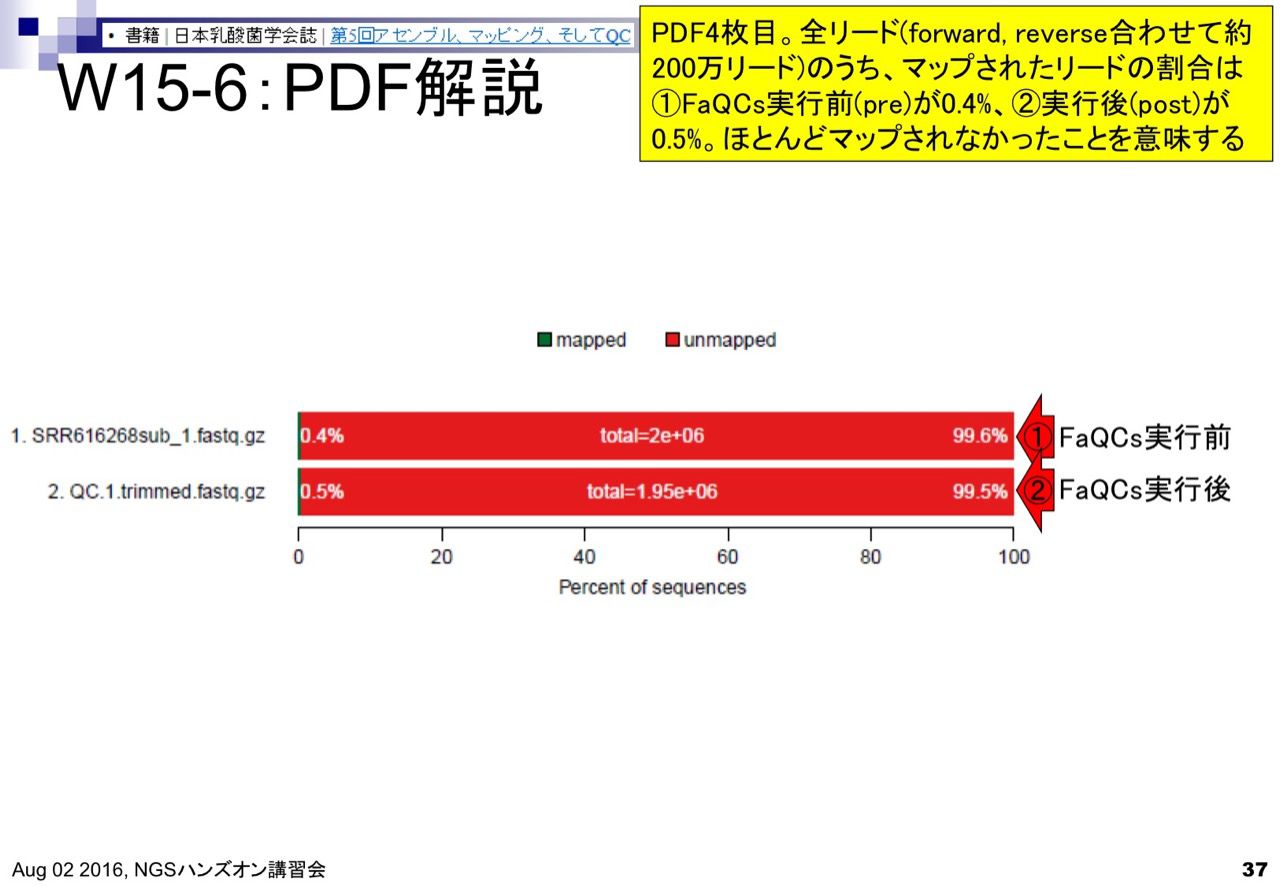 ・ 書籍 | 日本乳酸菌学会誌 | 第5回アセンブル、マッピング、そしてQC
W15-6：PDF解説
PDF4枚目。全リード(forward, reverse合わせて約
200万リード)のうち、マップされたリードの割合は
①FaQCs実行前(pre)が0.4%、②実行後(post)が
0.5%。ほとんどマップされなかったことを意味する
mapped unmapped
1. SRR616268sub_1.fastq.gz 0.4% total=2e+06 99.6% ① FaQCs実行前
2. QC.1.trimmed.fastq.gz 0.5% total=1.95e+06 99.5% ② FaQCs実行後
0 20 40 60 80 100
Percent of sequences
Aug 02 2016, NGSハンズオン講習会 37